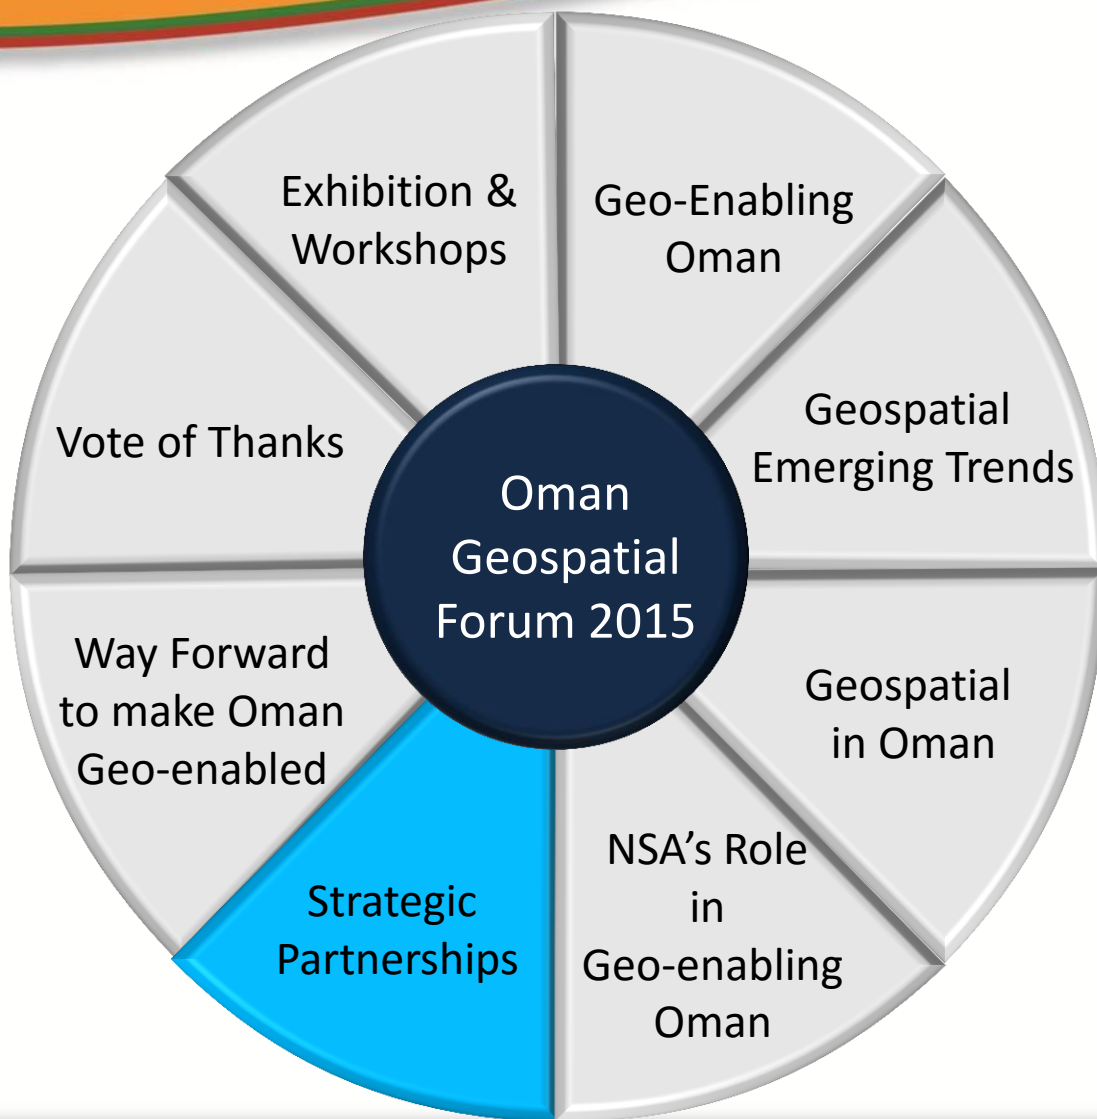 Exhibition &
Workshops
Geo-Enabling
Oman
Vote of Thanks
Geospatial
Emerging Trends
Oman
Geospatial
Forum 2015
Way Forward
to make Oman
Geo-enabled
Geospatial
in Oman
Strategic
Partnerships
NSA’s Role
in
Geo-enabling
Oman